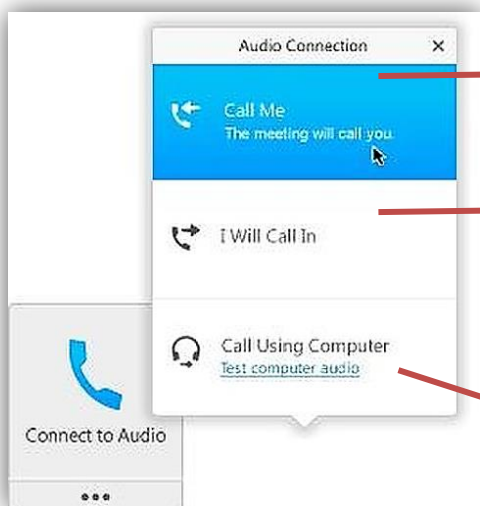 Audio Connection
Call Me
The meeting will call you.
I Will Call In
Call Using Computer
Test computer audio
Connect to Audio